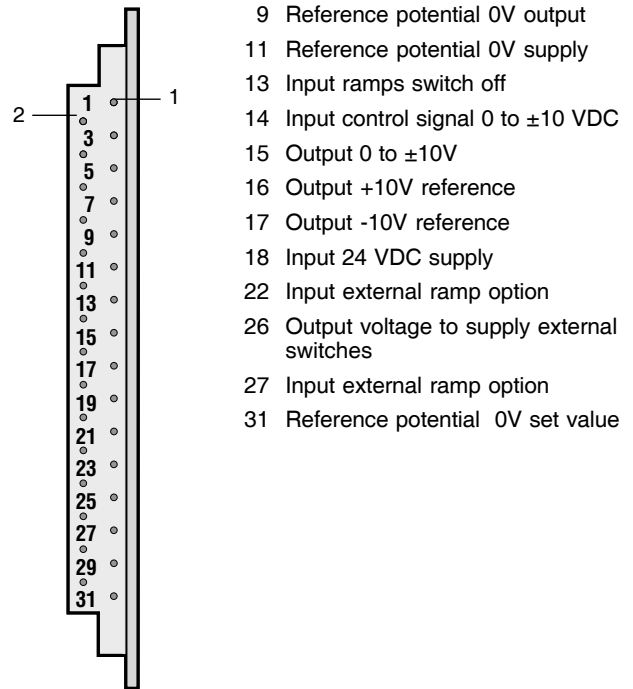 1
2
1
3
5
7
9
11
13
15
17
19
21
23
25
27
29
31
9 Reference potential 0V output
11 Reference potential 0V supply
13 Input ramps switch off
14 Input control signal 0 to ±10 VDC
15 Output 0 to ±10V
16 Output +10V reference
17 Output -10V reference
18 Input 24 VDC supply
22 Input external ramp option
26 Output voltage to supply external
switches
27 Input external ramp option
31 Reference potential 0V set value